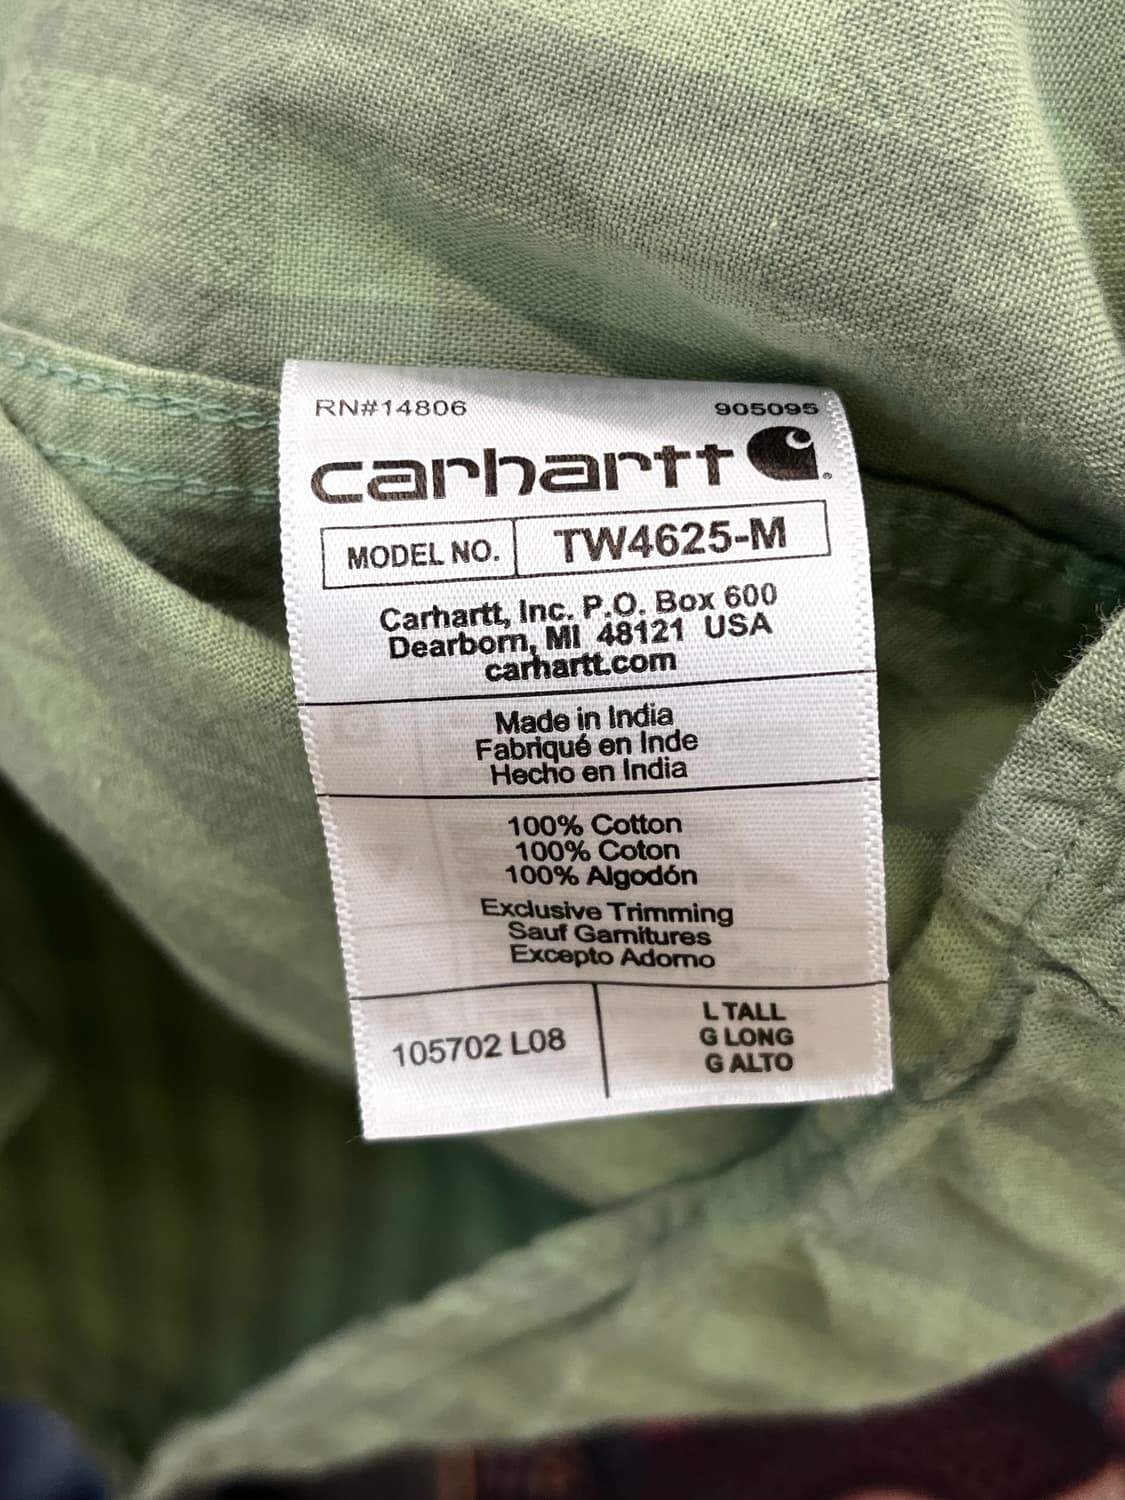 RN#14806 905095
carhartt
MODEL NO. TW4625-M
Carhartt, Inc. P.O. Box 600
Dearborn, MI 48121 USA
carhartt.com
Made in India
Fabriqué en Inde
Hecho en India
100% Cotton
100% Coton
100% Algodón
Exclusive Trimming
Sauf Garnitures
Excepto Adorno
105702 L08
L TALL
G LONG
G ALTO